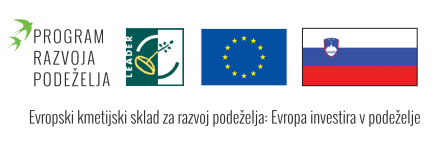 PROGRAM
RAZVOJA
PODEŽELJA
LEADER
Evropski kmetijski sklad za razvoj podeželja: Evropa investira v podeželje